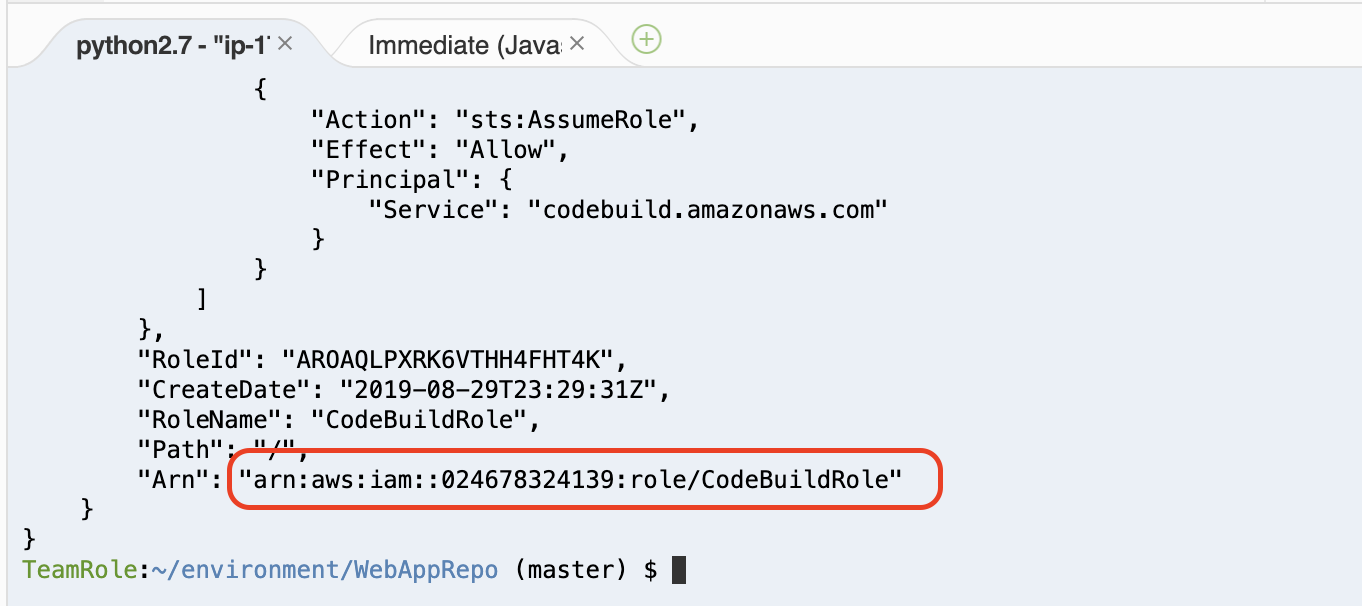 python2.7 - "ip-1 Immediate (Javas
{
"Action": "sts:AssumeRole",
"Effect": "Allow",
"Principal": {
"Service": "codebuild.amazonaws.com"
}
}
]
},
"RoleId": "AROAQLPXRK6VTHH4FHT4K",
"CreateDate": "2019-08-29T23:29:31Z",
"RoleName": "CodeBuildRole",
"Path": "/",
"Arn": "arn:aws:iam::024678324139:role/CodeBuildRole"
}
}
TeamRole:~/environment/WebAppRepo (master) $